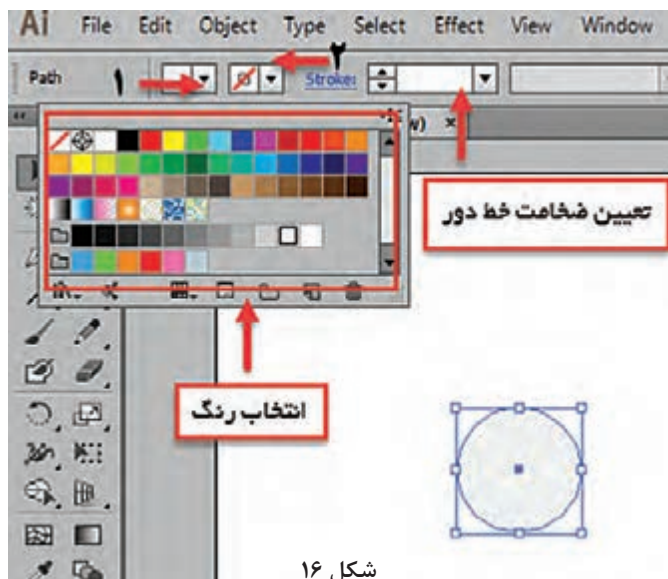 Ai File Edit Object Type Select Effect View Window
۲
Path ۱ Stroke:
w) ×
تعیین ضخامت خط دور
انتخاب رنگ
شکل ۱۶